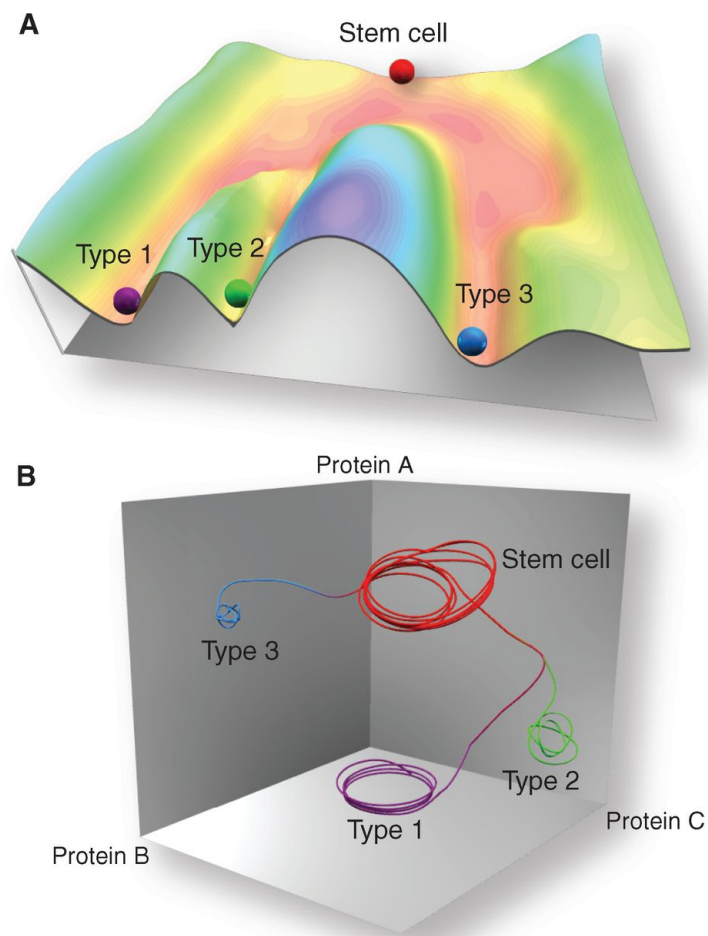 A
Stem cell
Type 1
Type 2
Type 3
B
Protein A
Stem cell
Type 3
Type 2
Type 1
Protein B
Protein C